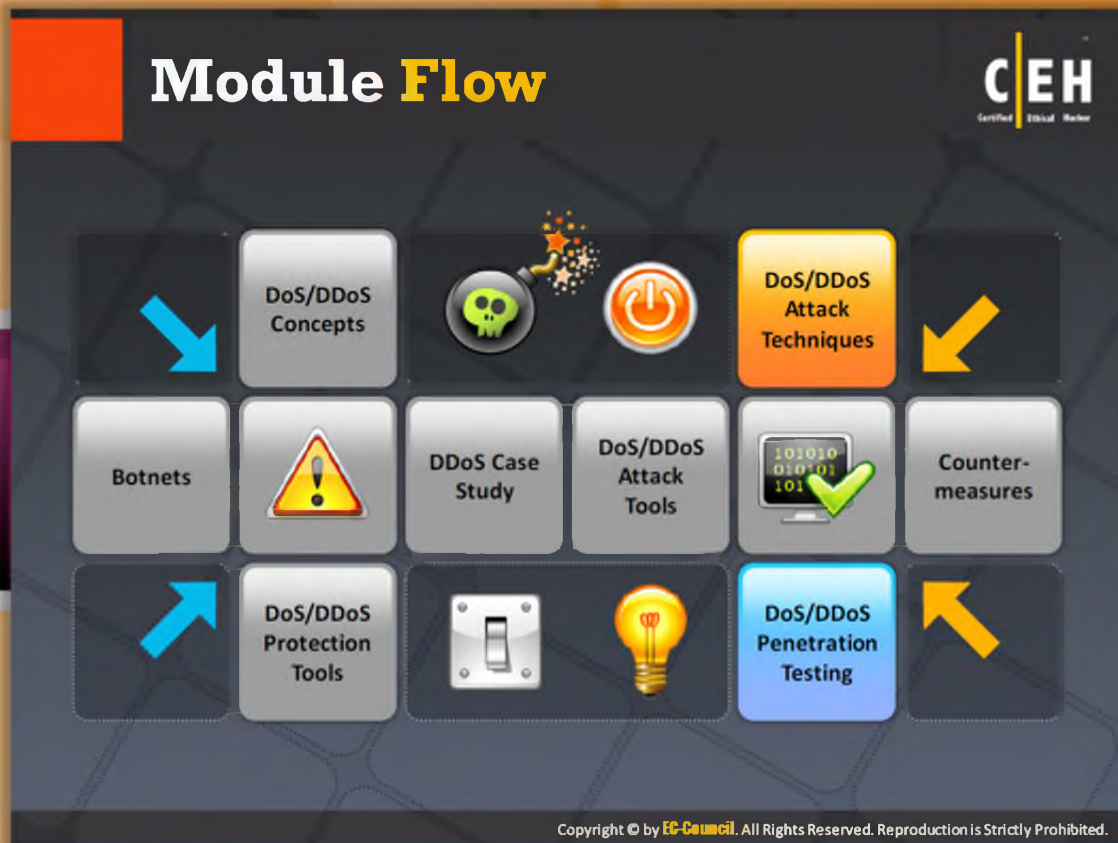 Module Flow
C|EH
Certified Ethical Hacker
DoS/DDoS
Concepts
DoS/DDoS
Attack
Techniques
Botnets
DDoS Case
Study
DoS/DDoS
Attack
Tools
101010
010101
101
Counter-
measures
DoS/DDoS
Protection
Tools
DoS/DDoS
Penetration
Testing
Copyright © by EC-Council. All Rights Reserved. Reproduction is Strictly Prohibited.